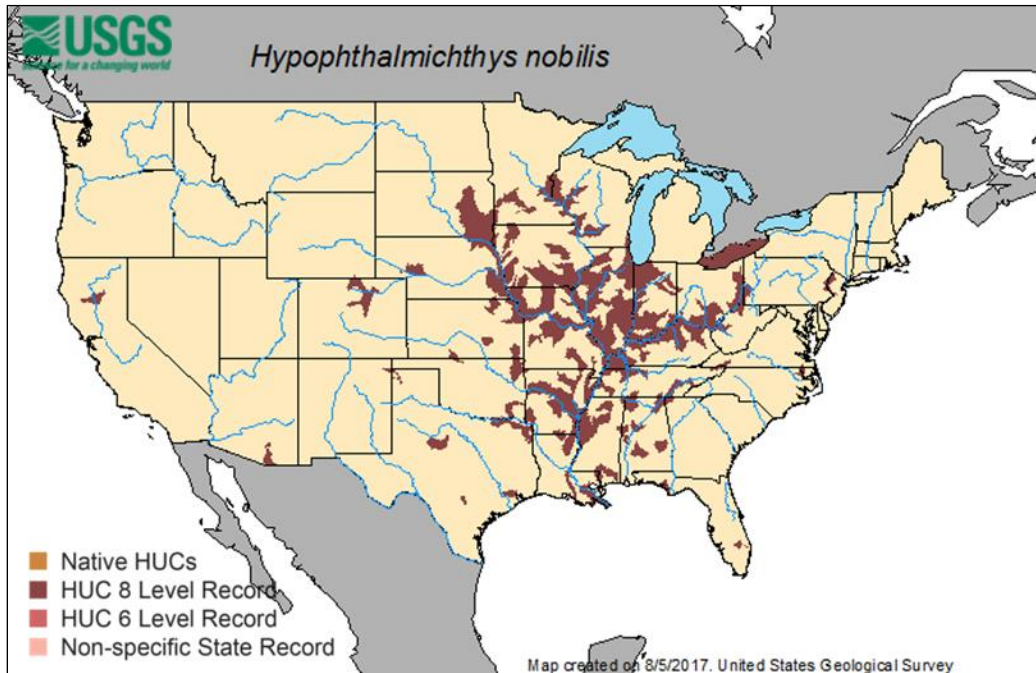 USGS
science for a changing world
Hypophthalmichthys nobilis
Native HUCs
HUC 8 Level Record
HUC 6 Level Record
Non-specific State Record
Map created on 8/5/2017. United States Geological Survey